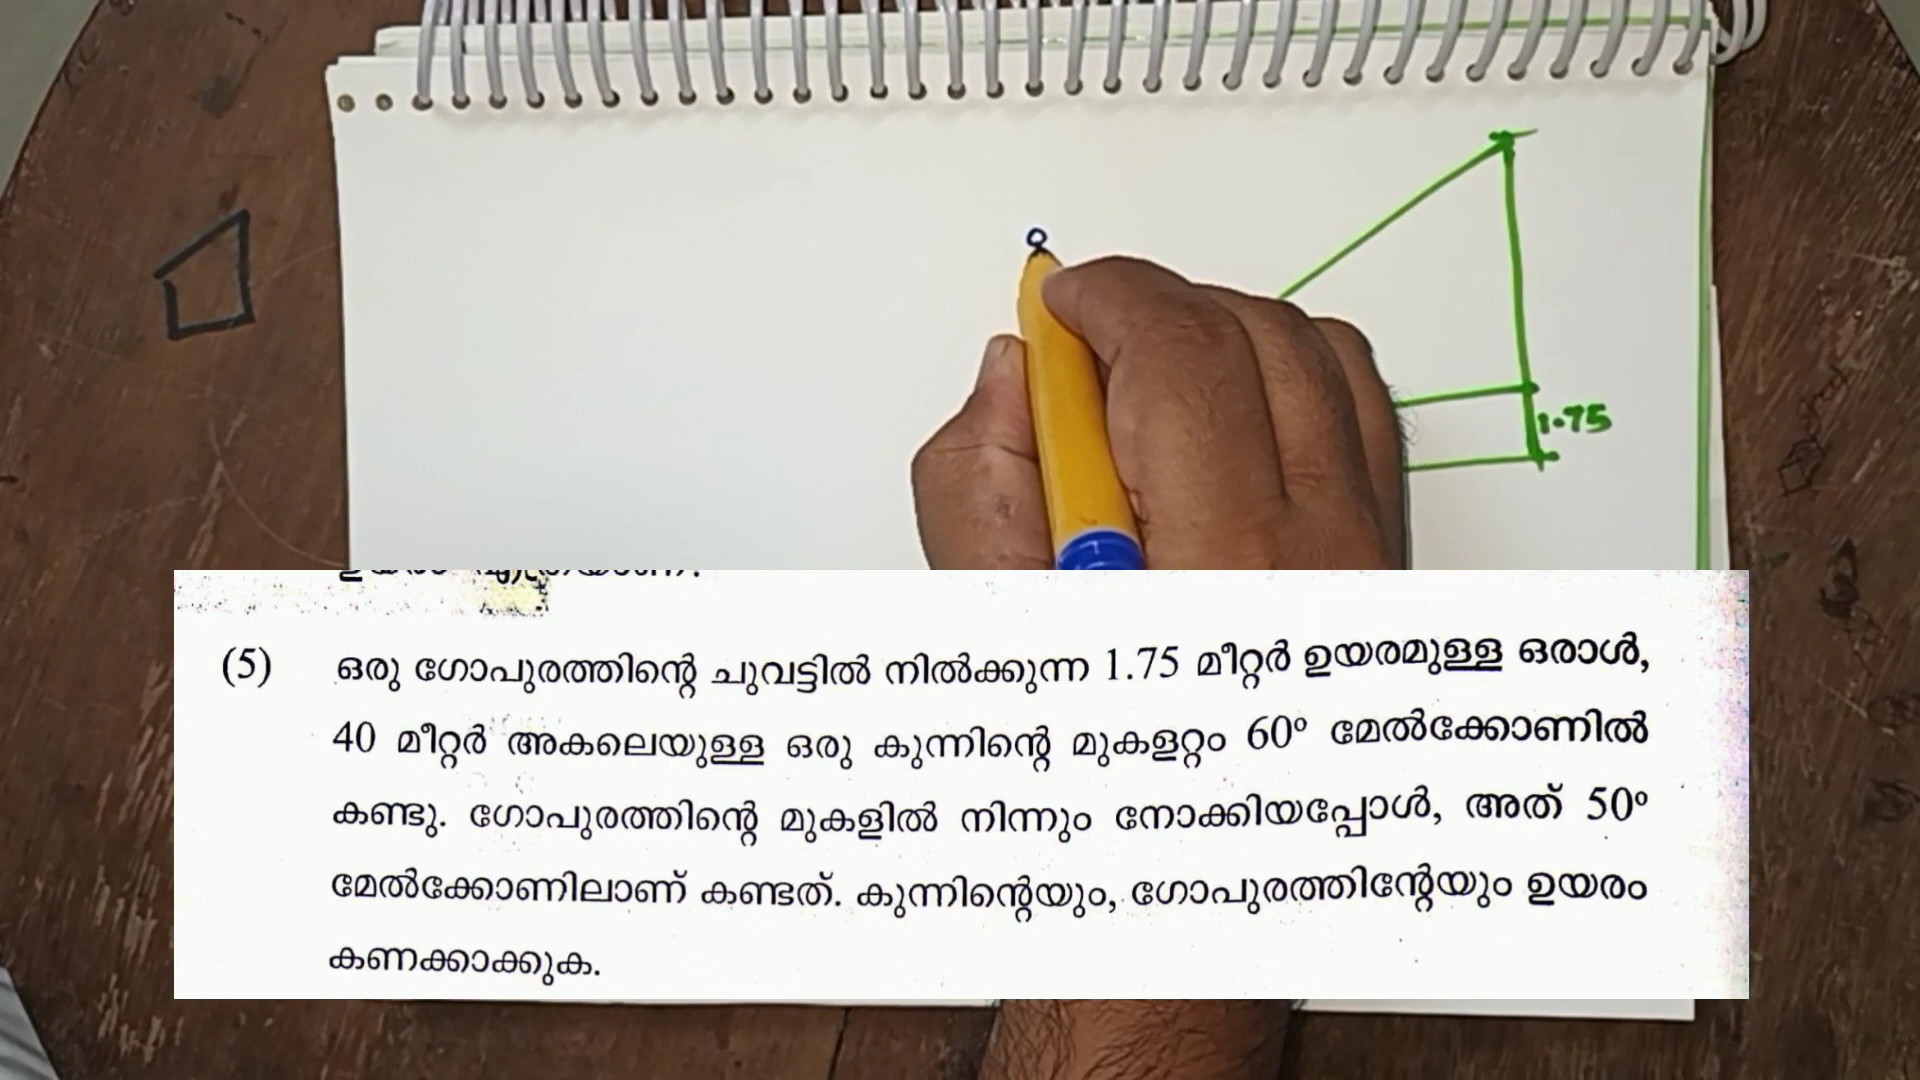 1.75
(5) ഒരു ഗോപുരത്തിന്റെ ചുവട്ടിൽ നിൽക്കുന്ന 1.75 മീറ്റർ ഉയരമുള്ള ഒരാൾ,
40 മീറ്റർ അകലെയുള്ള ഒരു കുന്നിന്റെ മുകളറ്റം 60° മേൽക്കോണിൽ
കണ്ടു. ഗോപുരത്തിന്റെ മുകളിൽ നിന്നും നോക്കിയപ്പോൾ, അത് 50°
മേൽക്കോണിലാണ് കണ്ടത്. കുന്നിന്റെയും, ഗോപുരത്തിന്റേയും ഉയരം
കണക്കാക്കുക.